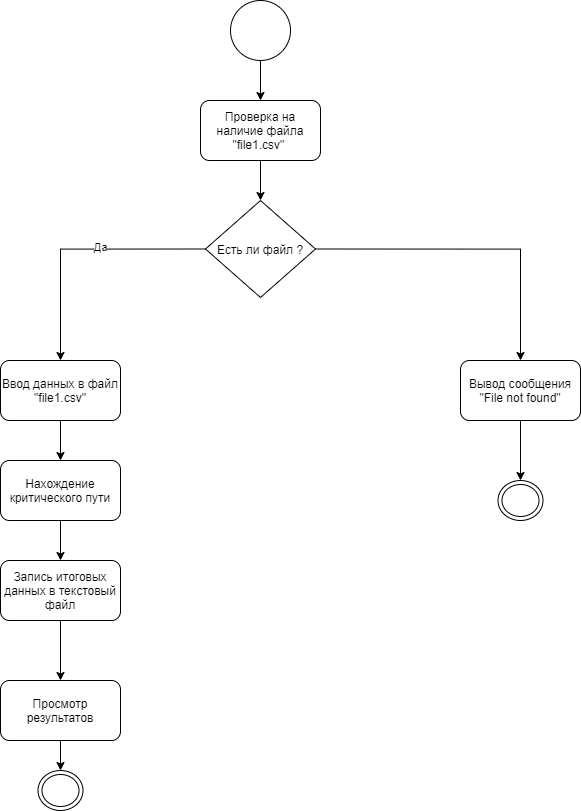 Проверка на
наличие файла
"file1.csv"
Есть ли файл ?
Да
Ввод данных в файл
"file1.csv"
Вывод сообщения
"File not found"
Нахождение
критического пути
Запись итоговых
данных в текстовый
файл
Просмотр
результатов